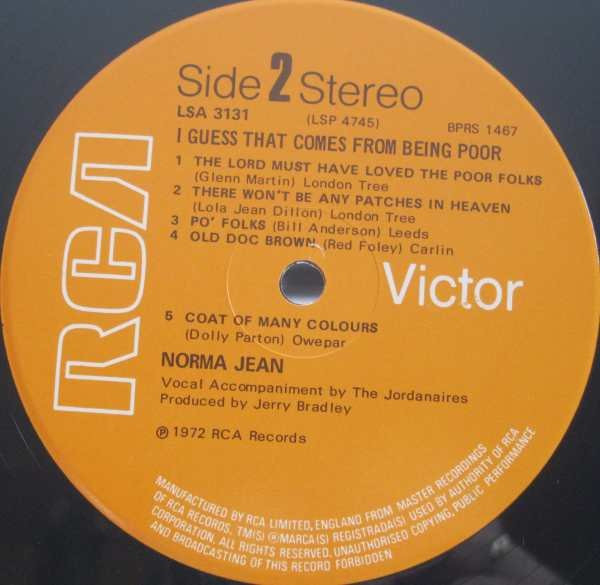 Side 2 Stereo
LSA 3131 (LSP 4745) BPRS 1467
I GUESS THAT COMES FROM BEING POOR
1 THE LORD MUST HAVE LOVED THE POOR FOLKS
(Glenn Martin) London Tree
2 THERE WON'T BE ANY PATCHES IN HEAVEN
(Lola Jean Dillon) London Tree
3 PO' FOLKS (Bill Anderson) Leeds
4 OLD DOC BROWN (Red Foley) Carlin
RCA
Victor
5 COAT OF MANY COLOURS
(Dolly Parton) Owepar
NORMA JEAN
Vocal Accompaniment by The Jordanaires
Produced by Jerry Bradley
℗ 1972 RCA Records
MANUFACTURED BY RCA LIMITED, ENGLAND FROM MASTER RECORDINGS
OF RCA RECORDS, TM(S) ® MARCA(S) REGISTRADA(S) USED BY AUTHORITY OF RCA
CORPORATION. ALL RIGHTS RESERVED. UNAUTHORISED COPYING, PUBLIC PERFORMANCE
AND BROADCASTING OF THIS RECORD FORBIDDEN